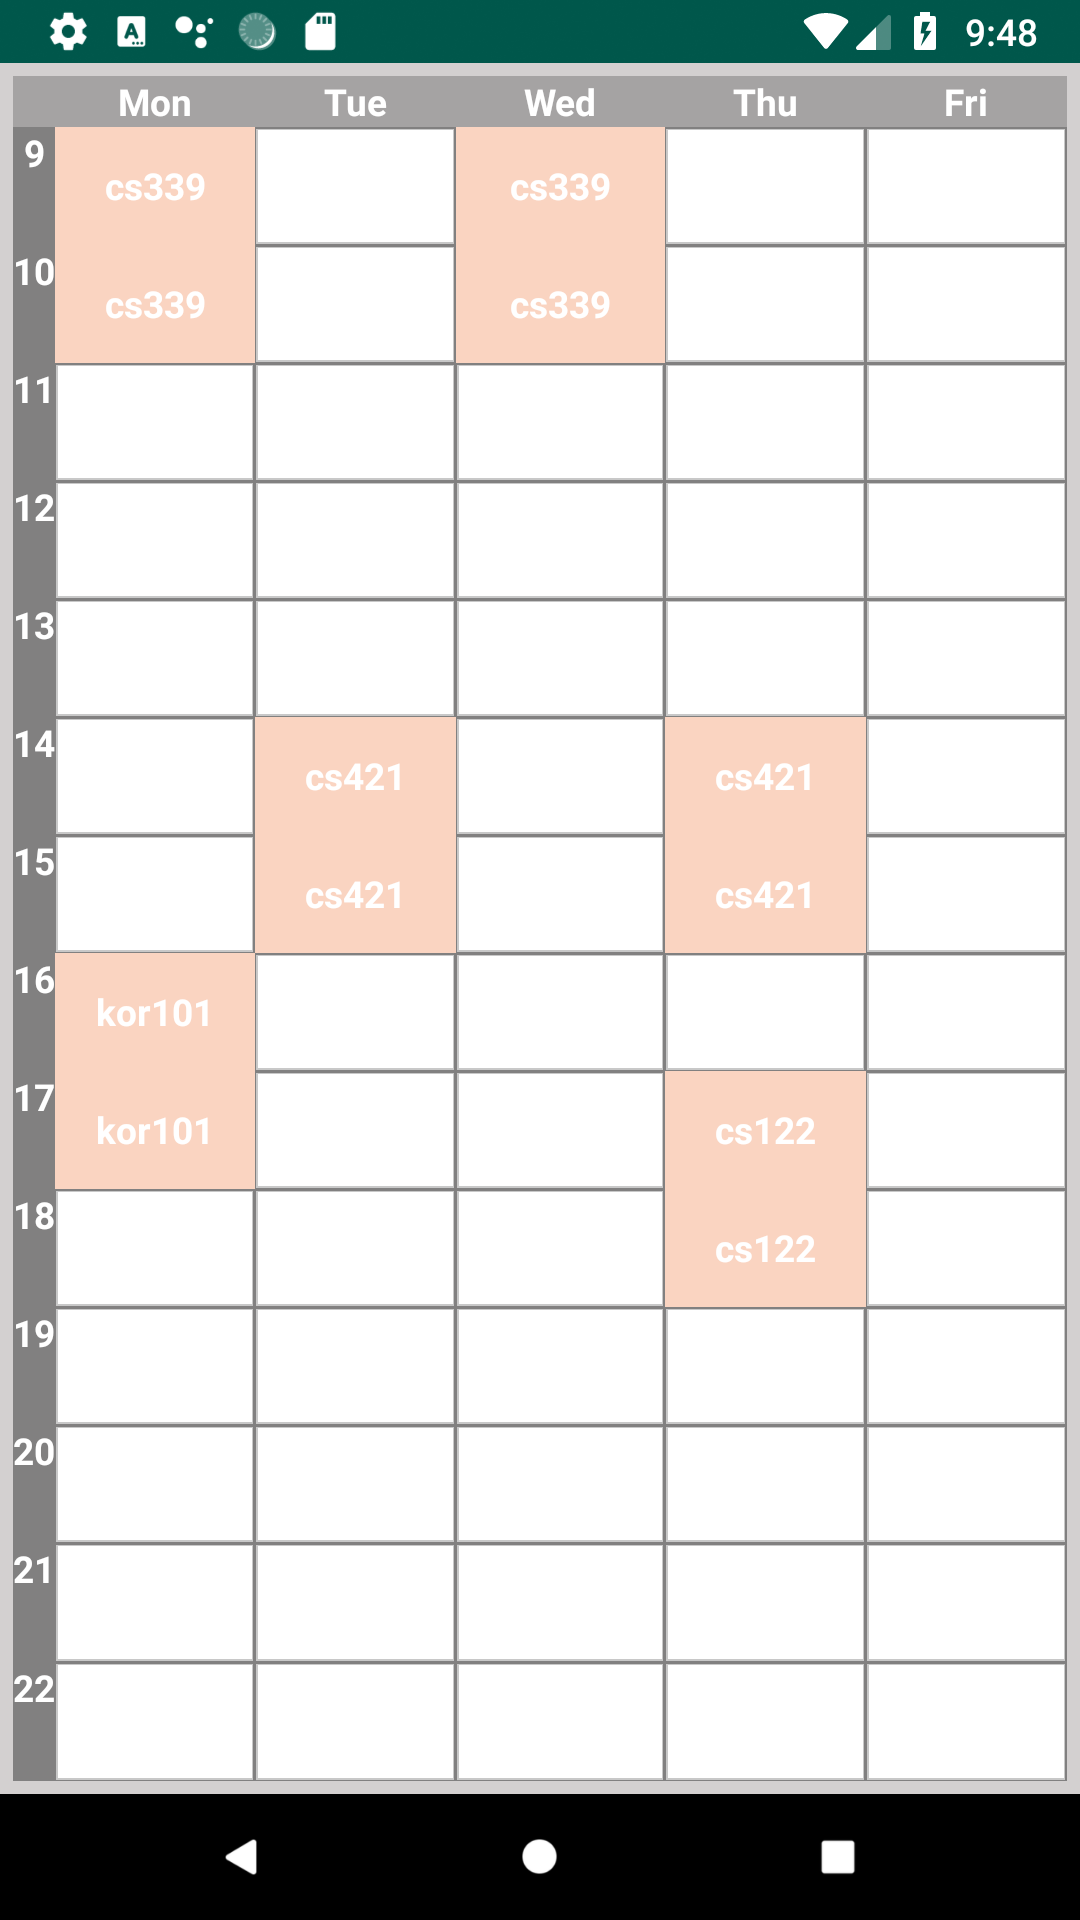 9:48
Mon Tue Wed Thu Fri
9 cs339 cs339
10 cs339 cs339
11
12
13
14 cs421 cs421
15 cs421 cs421
16 kor101
17 kor101 cs122
18 cs122
19
20
21
22